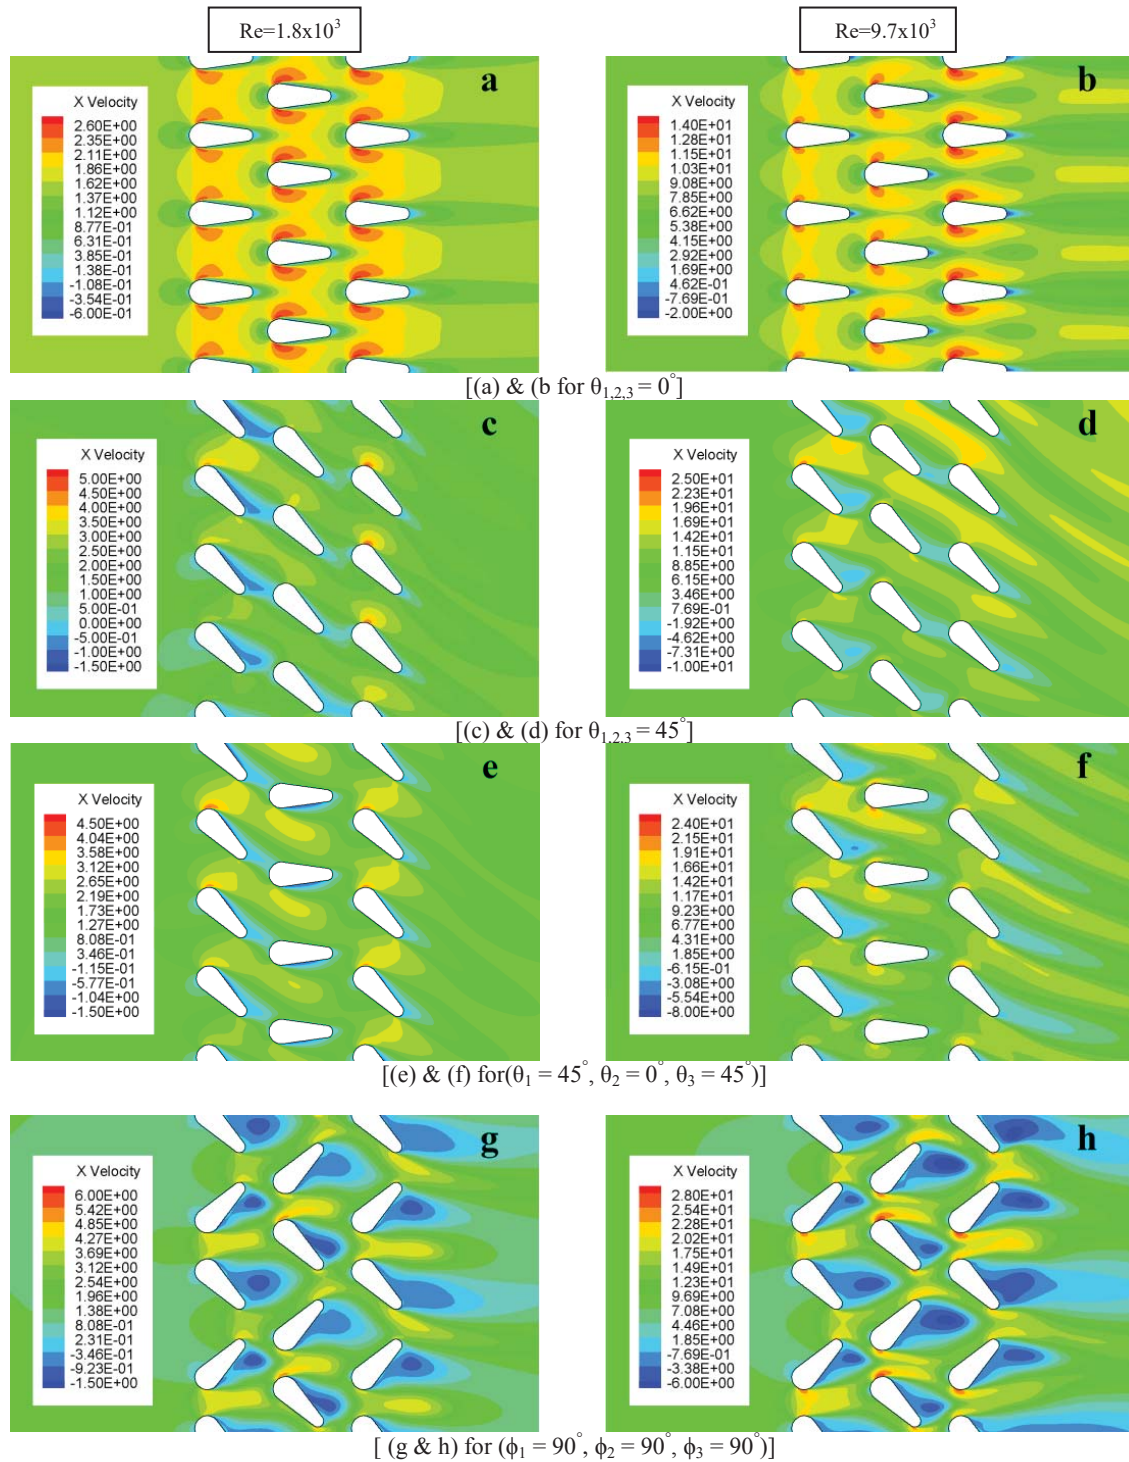 Re=1.8x10³
Re=9.7x10³
a
X Velocity
2.60E+00
2.35E+00
2.11E+00
1.86E+00
1.62E+00
1.37E+00
1.12E+00
8.77E-01
6.31E-01
3.85E-01
1.38E-01
-1.08E-01
-3.54E-01
-6.00E-01
b
X Velocity
1.40E+01
1.28E+01
1.15E+01
1.03E+01
9.08E+00
7.85E+00
6.62E+00
5.38E+00
4.15E+00
2.92E+00
1.69E+00
4.62E-01
-7.69E-01
-2.00E+00
[(a) & (b for θ1,2,3 = 0°]
c
X Velocity
5.00E+00
4.50E+00
4.00E+00
3.50E+00
3.00E+00
2.50E+00
2.00E+00
1.50E+00
1.00E+00
5.00E-01
0.00E+00
-5.00E-01
-1.00E+00
-1.50E+00
d
X Velocity
2.50E+01
2.23E+01
1.96E+01
1.69E+01
1.42E+01
1.15E+01
8.85E+00
6.15E+00
3.46E+00
7.69E-01
-1.92E+00
-4.62E+00
-7.31E+00
-1.00E+01
[(c) & (d) for θ1,2,3 = 45°]
e
X Velocity
4.50E+00
4.04E+00
3.58E+00
3.12E+00
2.65E+00
2.19E+00
1.73E+00
1.27E+00
8.08E-01
3.46E-01
-1.15E-01
-5.77E-01
-1.04E+00
-1.50E+00
f
X Velocity
2.40E+01
2.15E+01
1.91E+01
1.66E+01
1.42E+01
1.17E+01
9.23E+00
6.77E+00
4.31E+00
1.85E+00
-6.15E-01
-3.08E+00
-5.54E+00
-8.00E+00
[(e) & (f) for(θ1 = 45°, θ2 = 0°, θ3 = 45°)]
g
X Velocity
6.00E+00
5.42E+00
4.85E+00
4.27E+00
3.69E+00
3.12E+00
2.54E+00
1.96E+00
1.38E+00
8.08E-01
2.31E-01
-3.46E-01
-9.23E-01
-1.50E+00
h
X Velocity
2.80E+01
2.54E+01
2.28E+01
2.02E+01
1.75E+01
1.49E+01
1.23E+01
9.69E+00
7.08E+00
4.46E+00
1.85E+00
-7.69E-01
-3.38E+00
-6.00E+00
[ (g & h) for (ϕ1 = 90°, ϕ2 = 90°, ϕ3 = 90°)]